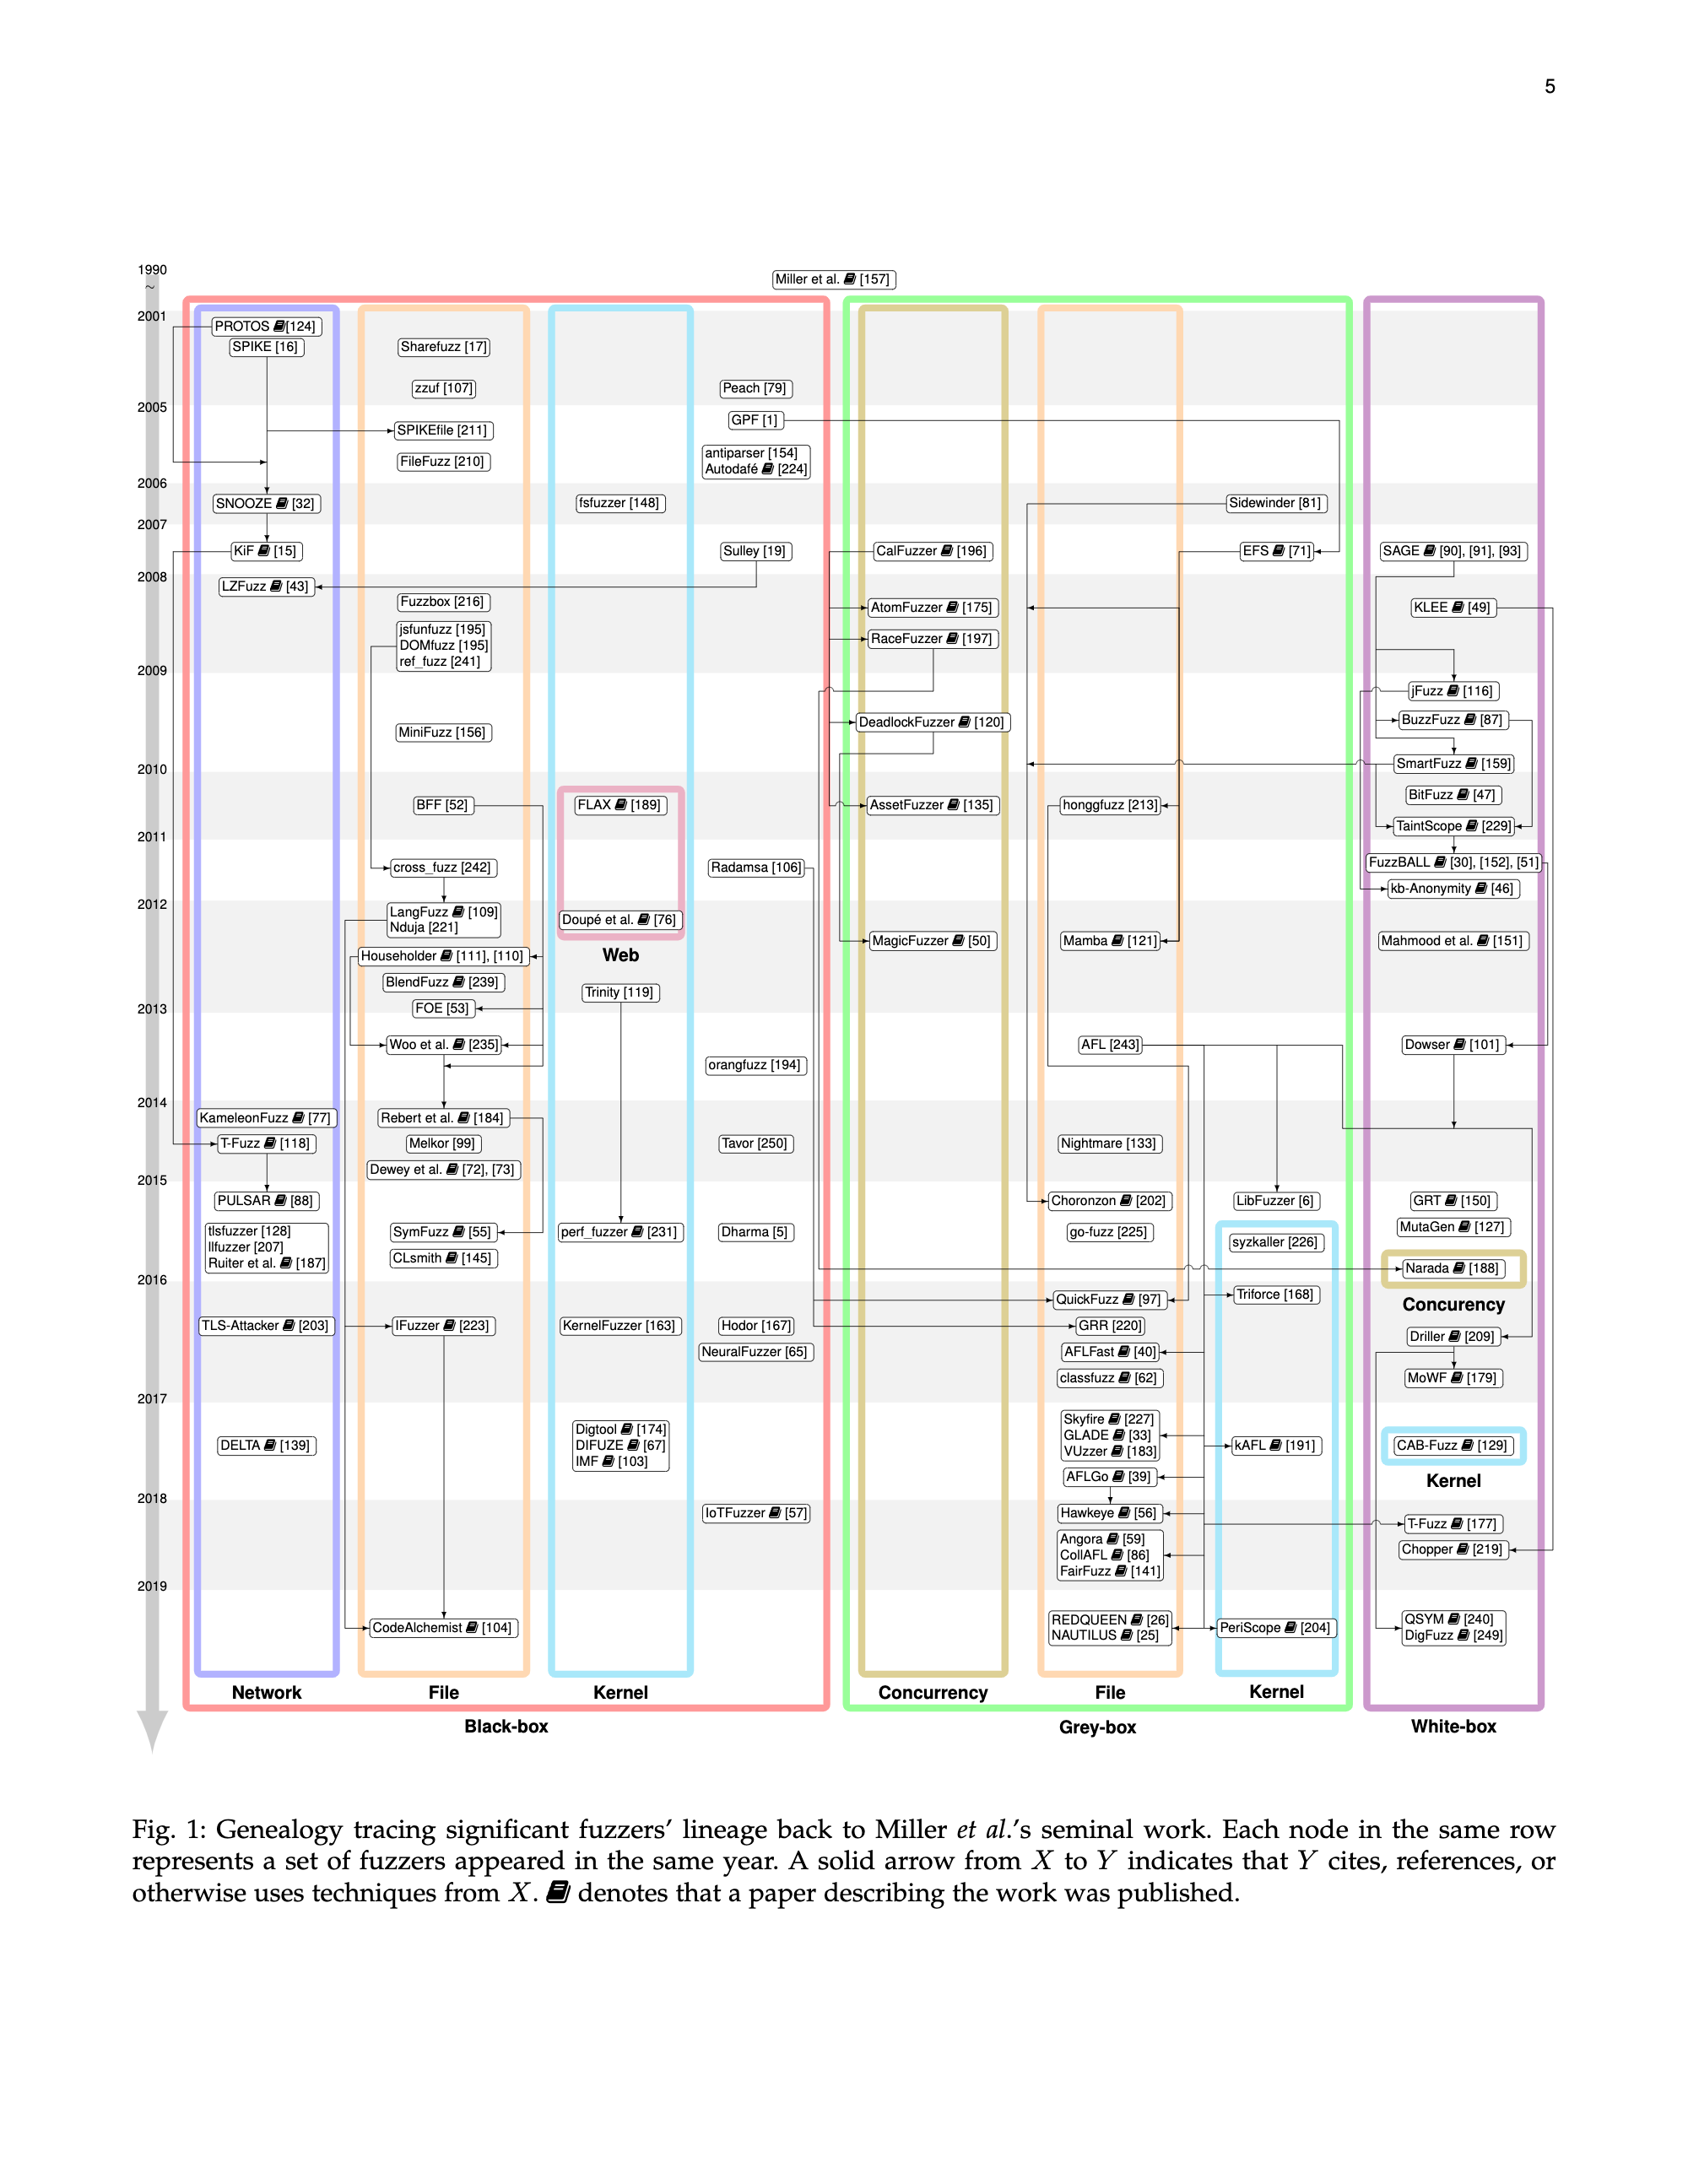 5
1990
~
Miller et al. [157]
2001
PROTOS [124]
SPIKE [16]
Sharefuzz [17]
zzuf [107]
Peach [79]
2005
GPF [1]
SPIKEfile [211]
FileFuzz [210]
antiparser [154]
Autodafé [224]
2006
SNOOZE [32]
fsfuzzer [148]
Sidewinder [81]
2007
KiF [15]
Sulley [19]
CalFuzzer [196]
EFS [71]
SAGE [90], [91], [93]
2008
LZFuzz [43]
Fuzzbox [216]
AtomFuzzer [175]
KLEE [49]
jsfunfuzz [195]
DOMfuzz [195]
ref_fuzz [241]
RaceFuzzer [197]
2009
jFuzz [116]
DeadlockFuzzer [120]
BuzzFuzz [87]
MiniFuzz [156]
2010
SmartFuzz [159]
BitFuzz [47]
BFF [52]
FLAX [189]
AssetFuzzer [135]
honggfuzz [213]
TaintScope [229]
2011
cross_fuzz [242]
Radamsa [106]
FuzzBALL [30], [152], [51]
kb-Anonymity [46]
2012
LangFuzz [109]
Nduja [221]
Doupé et al. [76]
MagicFuzzer [50]
Mamba [121]
Mahmood et al. [151]
Web
Householder [111], [110]
BlendFuzz [239]
Trinity [119]
FOE [53]
2013
Woo et al. [235]
AFL [243]
Dowser [101]
orangfuzz [194]
2014
KameleonFuzz [77]
Rebert et al. [184]
T-Fuzz [118]
Melkor [99]
Tavor [250]
Nightmare [133]
Dewey et al. [72], [73]
2015
PULSAR [88]
Choronzon [202]
LibFuzzer [6]
GRT [150]
MutaGen [127]
tlsfuzzer [128]
llfuzzer [207]
Ruiter et al. [187]
SymFuzz [55]
perf_fuzzer [231]
Dharma [5]
go-fuzz [225]
syzkaller [226]
CLsmith [145]
Narada [188]
2016
Concurency
QuickFuzz [97]
Triforce [168]
TLS-Attacker [203]
IFuzzer [223]
KernelFuzzer [163]
Hodor [167]
GRR [220]
Driller [209]
NeuralFuzzer [65]
AFLFast [40]
classfuzz [62]
MoWF [179]
2017
Skyfire [227]
GLADE [33]
VUzzer [183]
Digtool [174]
DIFUZE [67]
IMF [103]
DELTA [139]
kAFL [191]
CAB-Fuzz [129]
Kernel
AFLGo [39]
2018
IoTFuzzer [57]
Hawkeye [56]
T-Fuzz [177]
Angora [59]
CollAFL [86]
FairFuzz [141]
Chopper [219]
2019
CodeAlchemist [104]
REDQUEEN [26]
NAUTILUS [25]
PeriScope [204]
QSYM [240]
DigFuzz [249]
Network
File
Kernel
Concurrency
File
Kernel
Black-box
Grey-box
White-box
Fig. 1: Genealogy tracing significant fuzzers’ lineage back to Miller et al.’s seminal work. Each node in the same row
represents a set of fuzzers appeared in the same year. A solid arrow from X to Y indicates that Y cites, references, or
otherwise uses techniques from X. denotes that a paper describing the work was published.